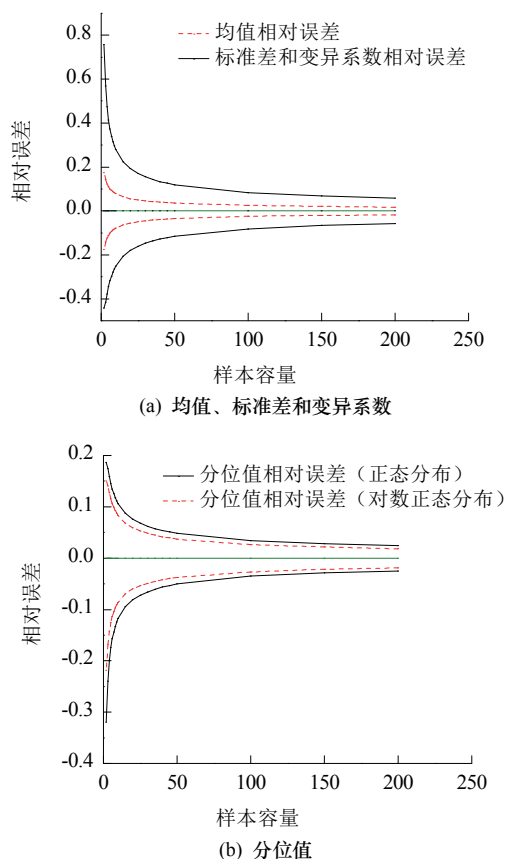 均值相对误差
标准差和变异系数相对误差
0.8
0.6
0.4
0.2
0.0
-0.2
-0.4
相对误差
0 50 100 150 200 250
样本容量
(a) 均值、标准差和变异系数
分位值相对误差（正态分布）
分位值相对误差（对数正态分布）
0.2
0.1
0.0
-0.1
-0.2
-0.3
-0.4
相对误差
0 50 100 150 200 250
样本容量
(b) 分位值